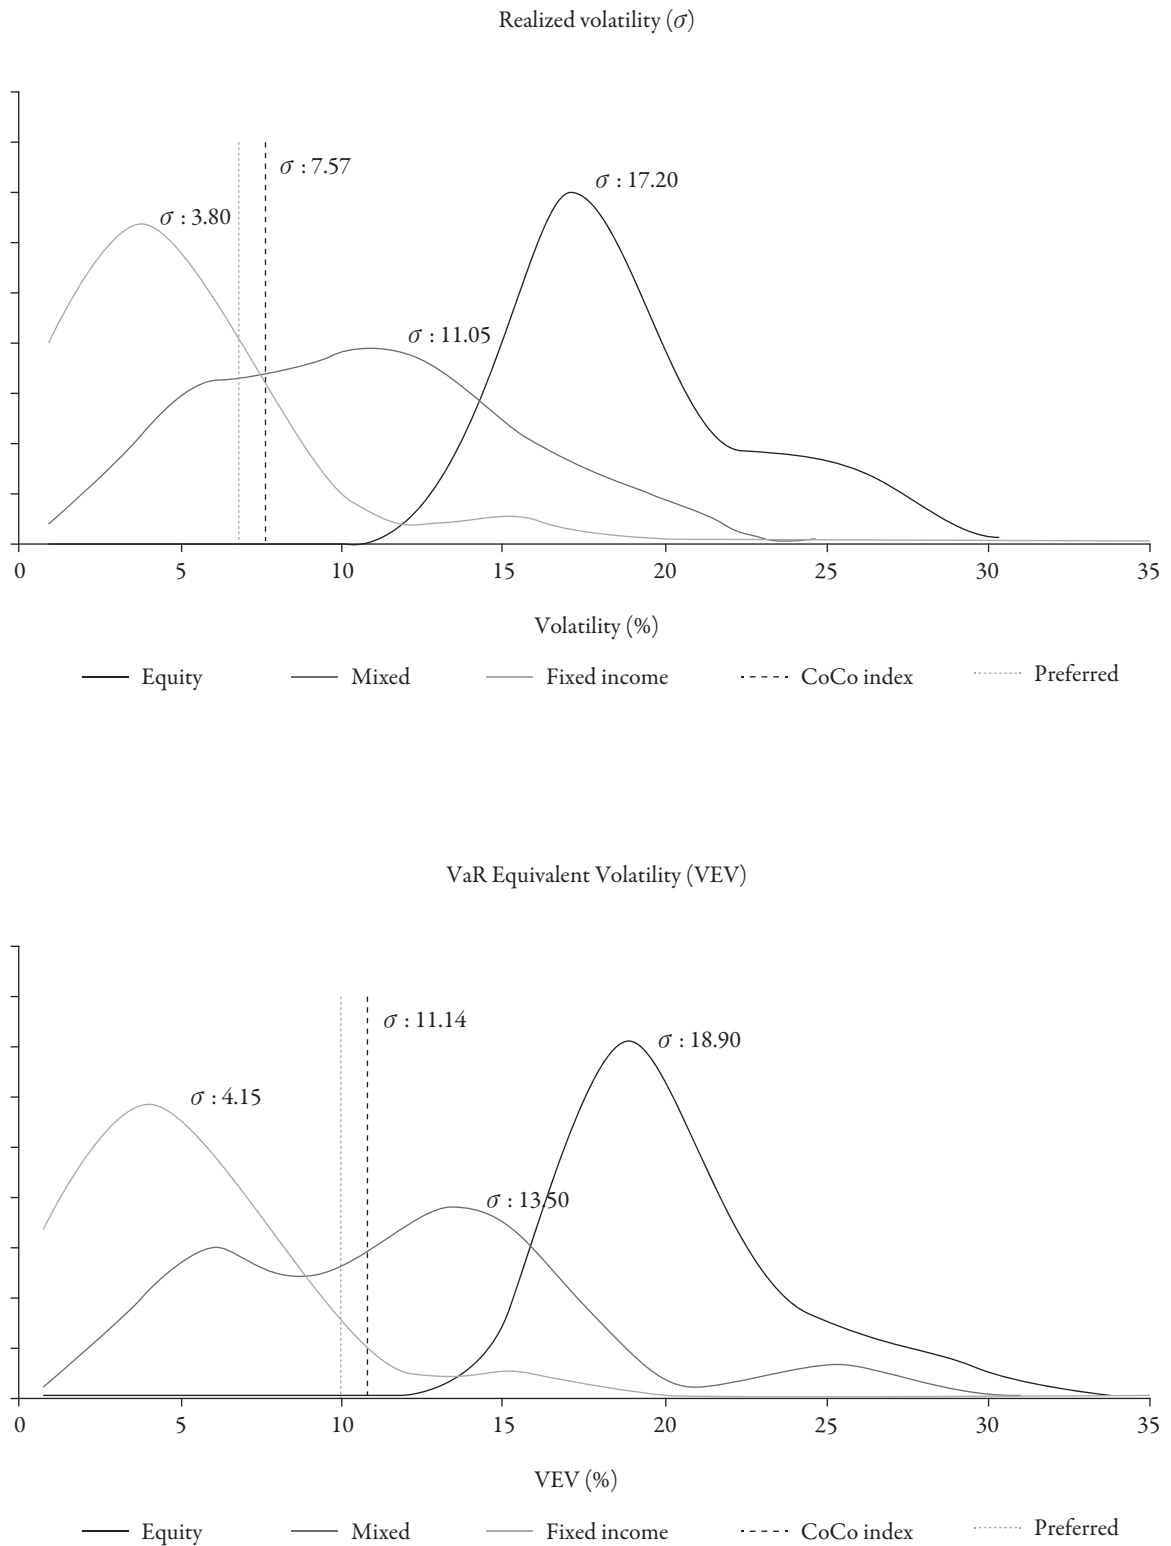 Realized volatility (σ)
σ : 7.57
σ : 17.20
σ : 3.80
σ : 11.05
0 5 10 15 20 25 30 35
Volatility (%)
Equity Mixed Fixed income CoCo index Preferred
VaR Equivalent Volatility (VEV)
σ : 11.14
σ : 18.90
σ : 4.15
σ : 13.50
0 5 10 15 20 25 30 35
VEV (%)
Equity Mixed Fixed income CoCo index Preferred